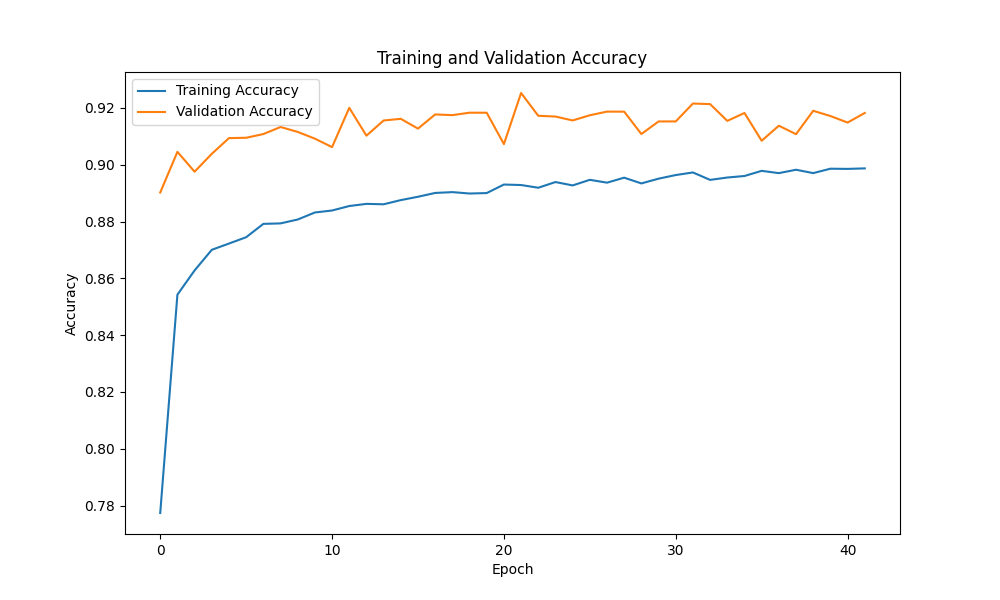 Training and Validation Accuracy
Training Accuracy
Validation Accuracy
0.92
0.90
0.88
0.86
0.84
0.82
0.80
0.78
Accuracy
0
10
20
30
40
Epoch